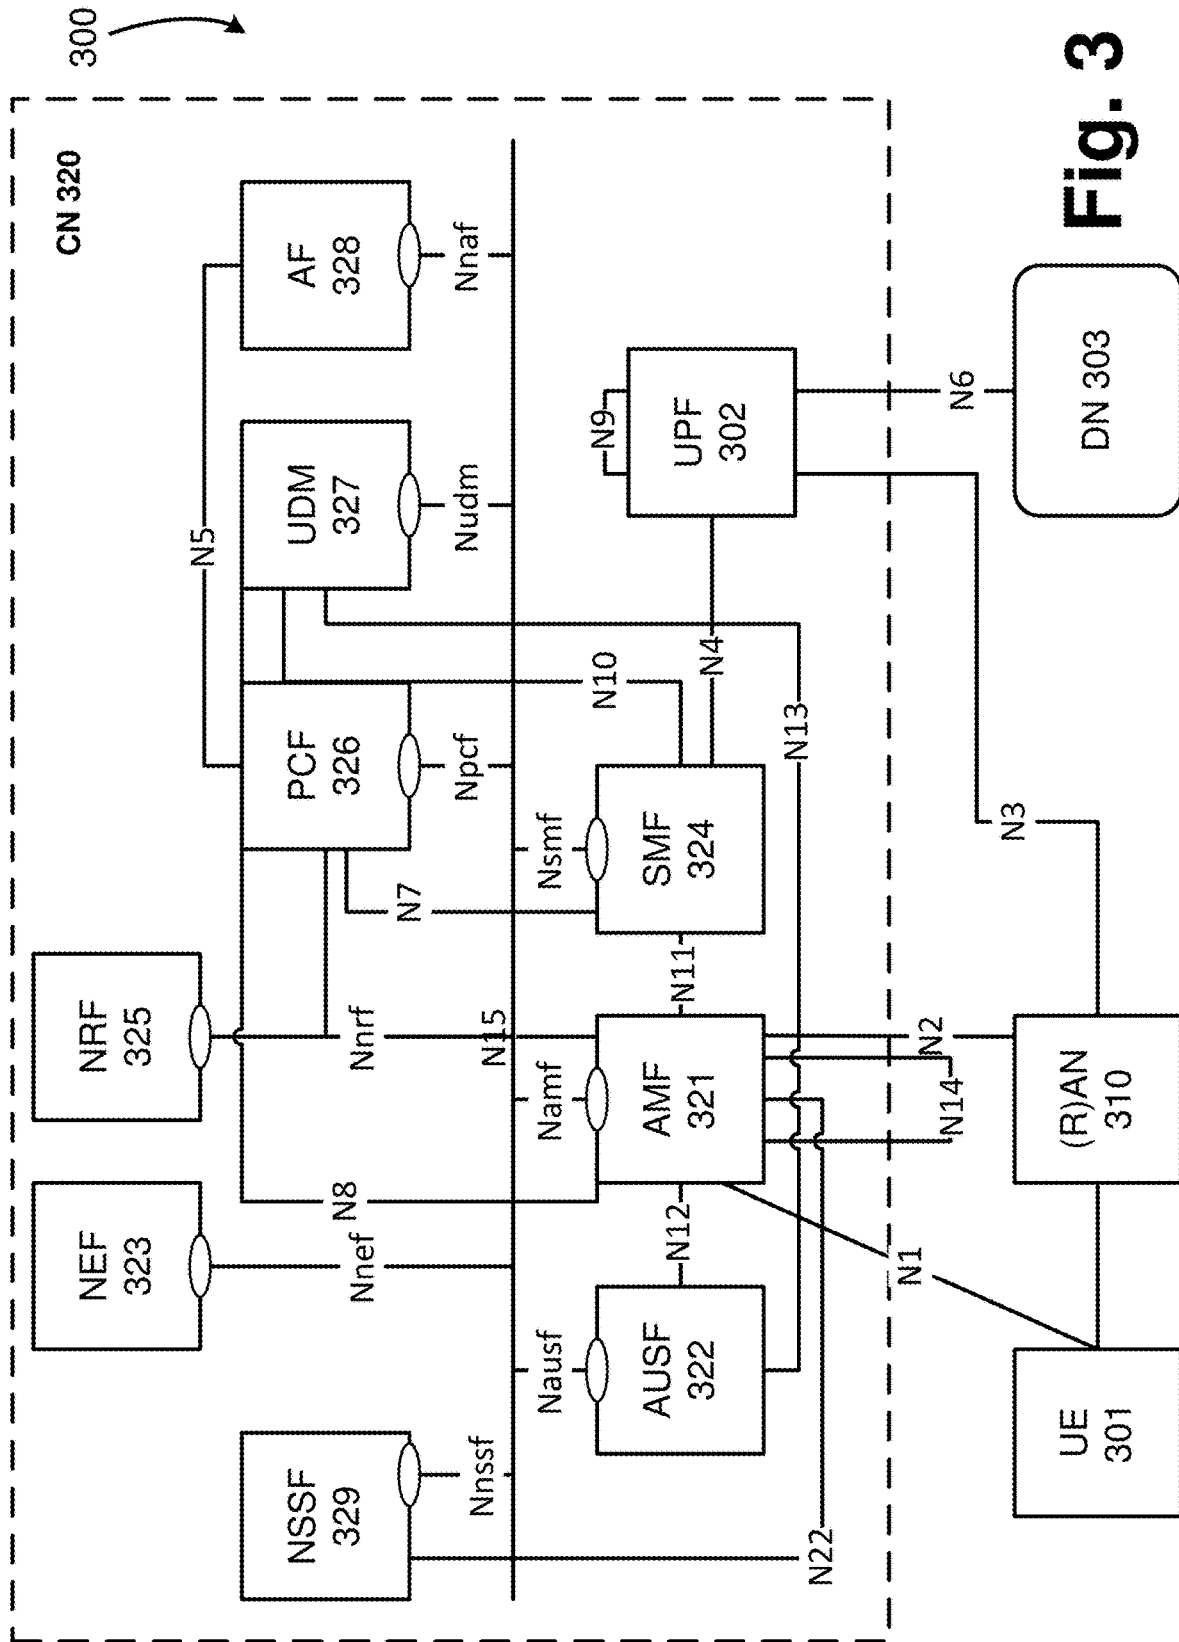 300
CN 320
NEF
323
NRF
325
N5
NSSF
329
PCF
326
UDM
327
AF
328
N8
Nnef
Nnrf
N7
Nnssf
Npcf
Nudm
Nnaf
N15
Nausf
Namf
Nsmf
N10
N9
AUSF
322
N12
AMF
321
N11
SMF
324
N4
UPF
302
N13
N22
N1
N14
N2
N6
N3
UE
301
(R)AN
310
DN 303
Fig. 3